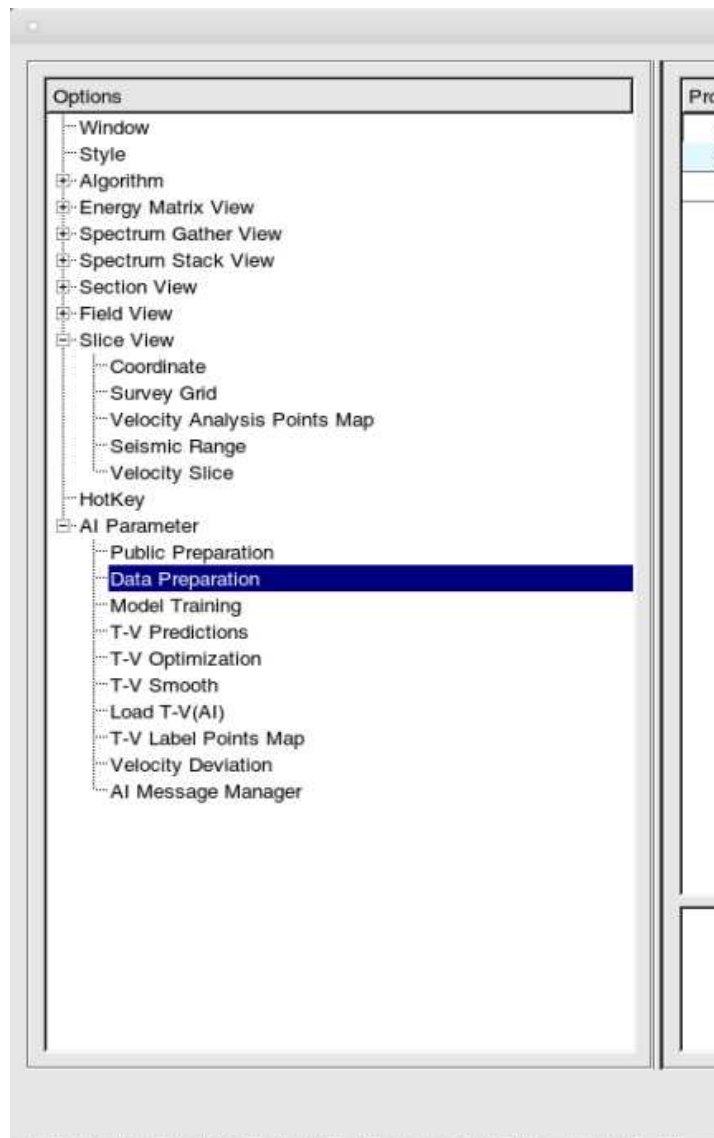 Options
Window
Style
Algorithm
Energy Matrix View
Spectrum Gather View
Spectrum Stack View
Section View
Field View
Slice View
Coordinate
Survey Grid
Velocity Analysis Points Map
Seismic Range
Velocity Slice
HotKey
AI Parameter
Public Preparation
Data Preparation
Model Training
T-V Predictions
T-V Optimization
T-V Smooth
Load T-V(AI)
T-V Label Points Map
Velocity Deviation
AI Message Manager